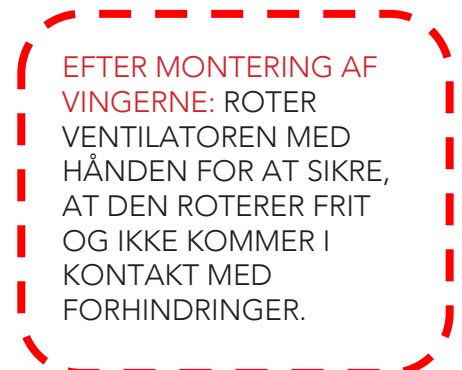 EFTER MONTERING AF
VINGERNE: ROTER
VENTILATOREN MED
HÅNDEN FOR AT SIKRE,
AT DEN ROTERER FRIT
OG IKKE KOMMER I
KONTAKT MED
FORHINDRINGER.